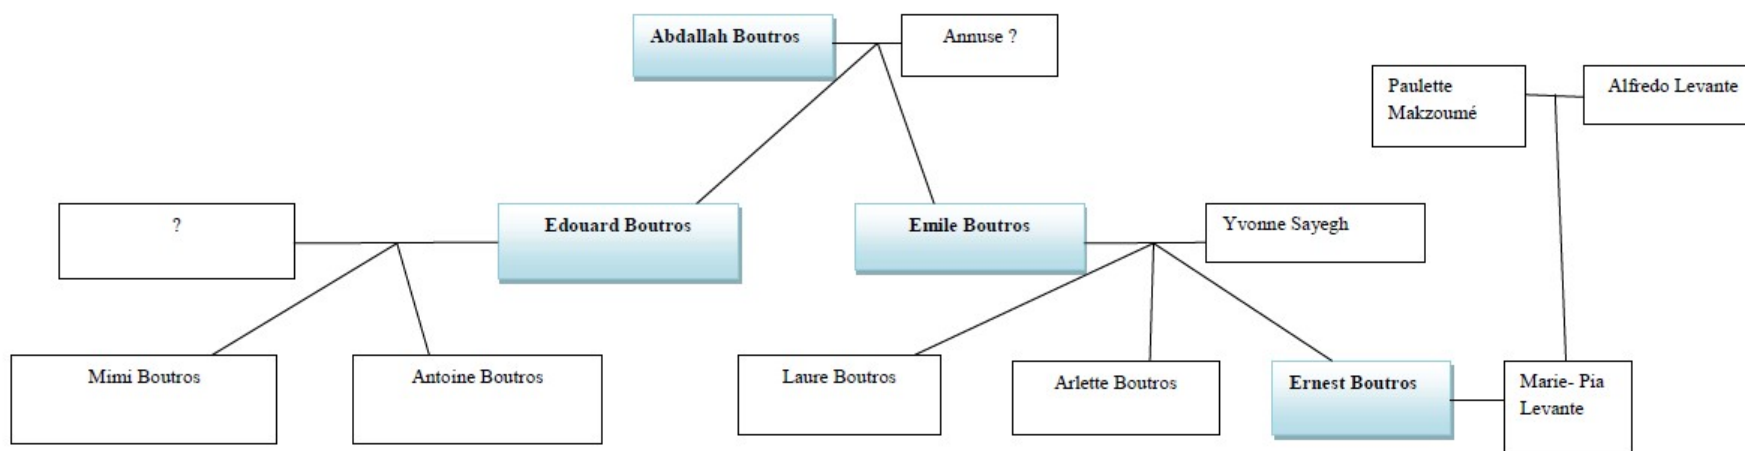 Abdallah Boutros
Annuse ?
Paulette
Makzoumé
Alfredo Levante
?
Edouard Boutros
Emile Boutros
Yvonne Sayegh
Mimi Boutros
Antoine Boutros
Laure Boutros
Arlette Boutros
Ernest Boutros
Marie- Pia
Levante